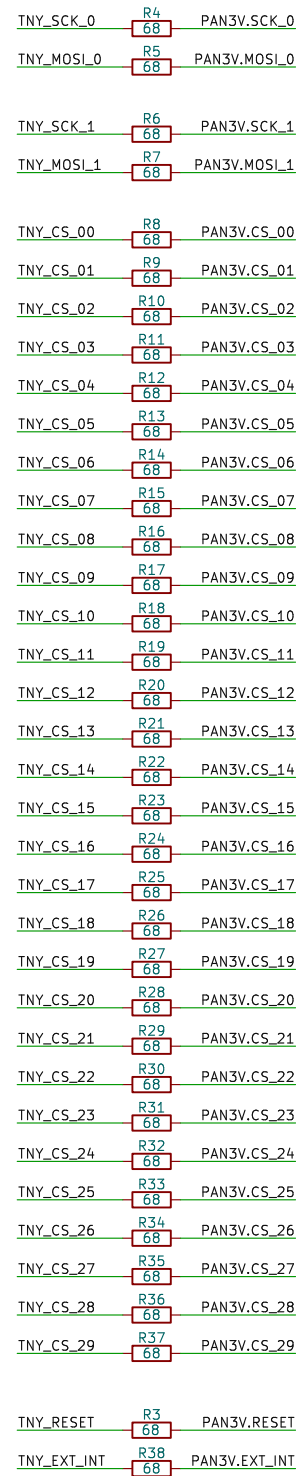 TNY_SCK_0 R4 68 PAN3V.SCK_0
TNY_MOSI_0 R5 68 PAN3V.MOSI_0
TNY_SCK_1 R6 68 PAN3V.SCK_1
TNY_MOSI_1 R7 68 PAN3V.MOSI_1
TNY_CS_00 R8 68 PAN3V.CS_00
TNY_CS_01 R9 68 PAN3V.CS_01
TNY_CS_02 R10 68 PAN3V.CS_02
TNY_CS_03 R11 68 PAN3V.CS_03
TNY_CS_04 R12 68 PAN3V.CS_04
TNY_CS_05 R13 68 PAN3V.CS_05
TNY_CS_06 R14 68 PAN3V.CS_06
TNY_CS_07 R15 68 PAN3V.CS_07
TNY_CS_08 R16 68 PAN3V.CS_08
TNY_CS_09 R17 68 PAN3V.CS_09
TNY_CS_10 R18 68 PAN3V.CS_10
TNY_CS_11 R19 68 PAN3V.CS_11
TNY_CS_12 R20 68 PAN3V.CS_12
TNY_CS_13 R21 68 PAN3V.CS_13
TNY_CS_14 R22 68 PAN3V.CS_14
TNY_CS_15 R23 68 PAN3V.CS_15
TNY_CS_16 R24 68 PAN3V.CS_16
TNY_CS_17 R25 68 PAN3V.CS_17
TNY_CS_18 R26 68 PAN3V.CS_18
TNY_CS_19 R27 68 PAN3V.CS_19
TNY_CS_20 R28 68 PAN3V.CS_20
TNY_CS_21 R29 68 PAN3V.CS_21
TNY_CS_22 R30 68 PAN3V.CS_22
TNY_CS_23 R31 68 PAN3V.CS_23
TNY_CS_24 R32 68 PAN3V.CS_24
TNY_CS_25 R33 68 PAN3V.CS_25
TNY_CS_26 R34 68 PAN3V.CS_26
TNY_CS_27 R35 68 PAN3V.CS_27
TNY_CS_28 R36 68 PAN3V.CS_28
TNY_CS_29 R37 68 PAN3V.CS_29
TNY_RESET R3 68 PAN3V.RESET
TNY_EXT_INT R38 68 PAN3V.EXT_INT